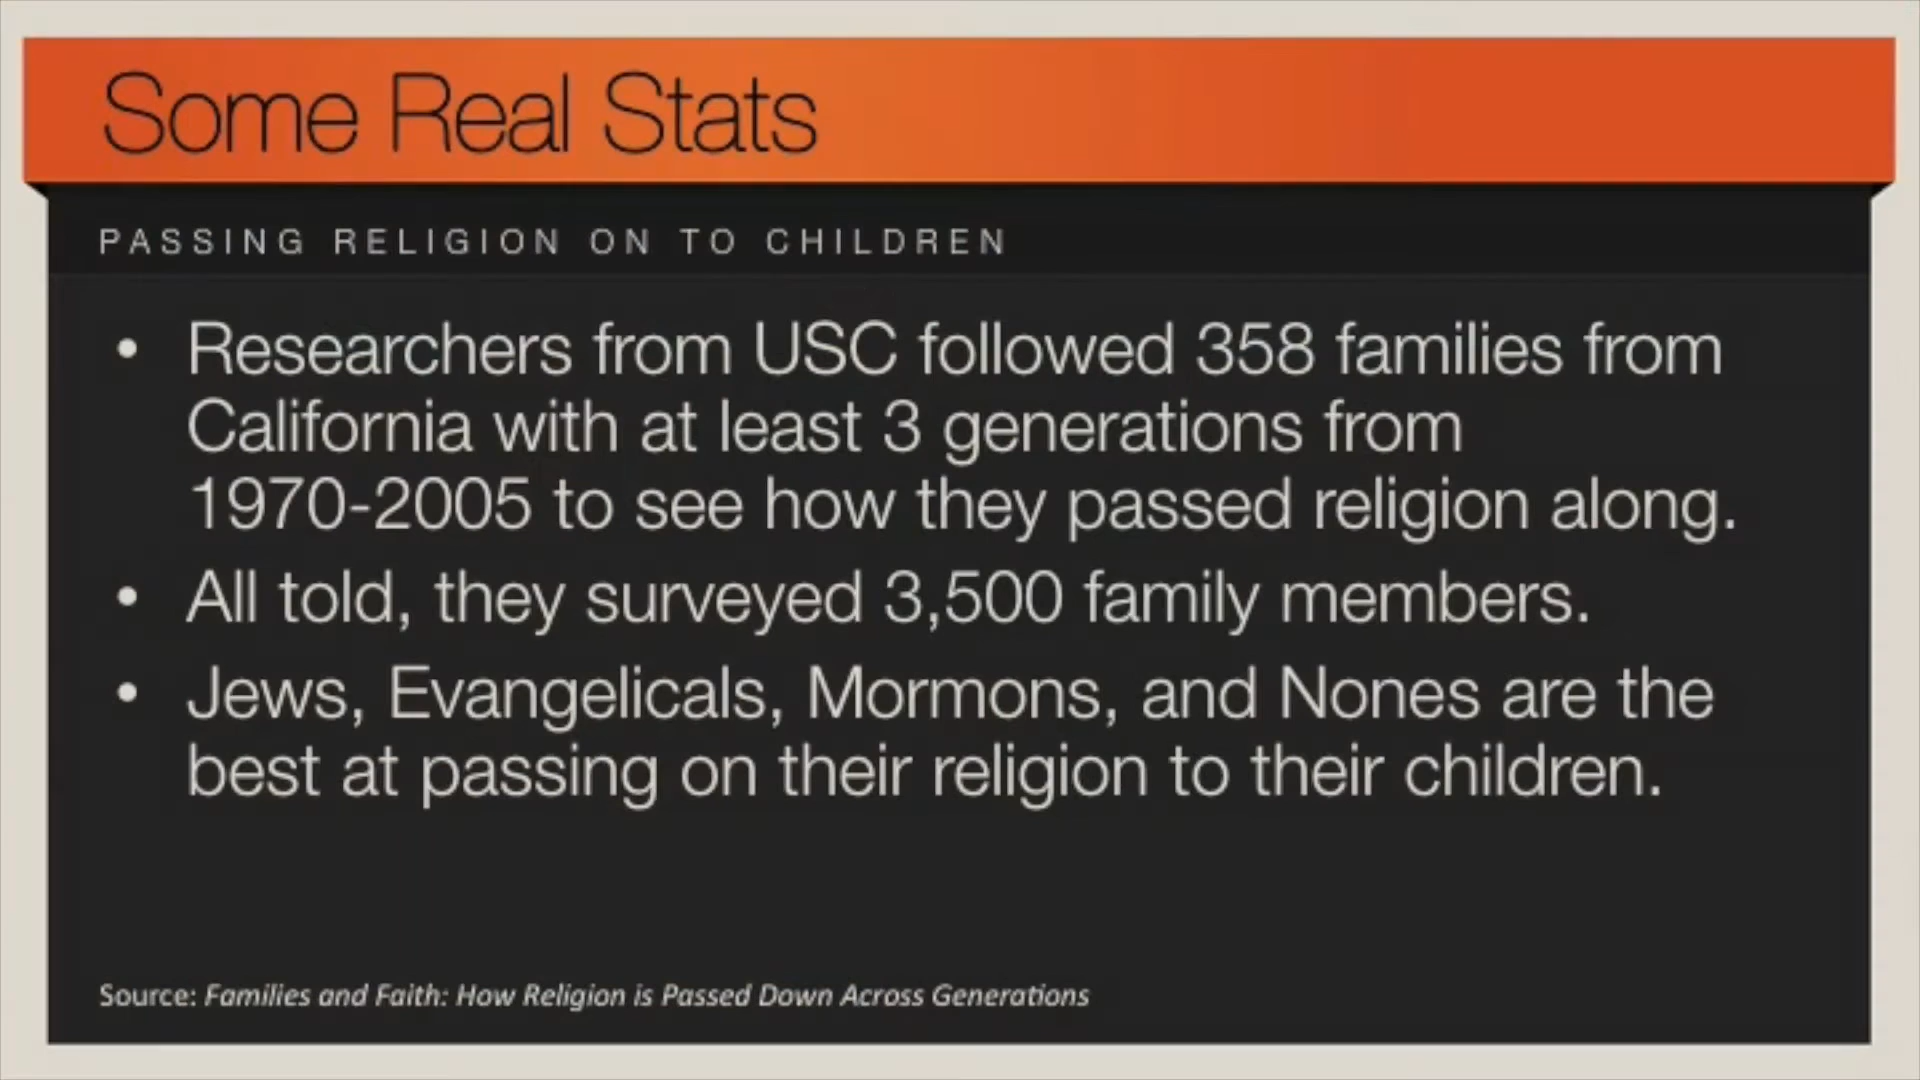 Some Real Stats
PASSING RELIGION ON TO CHILDREN
• Researchers from USC followed 358 families from
California with at least 3 generations from
1970-2005 to see how they passed religion along.
• All told, they surveyed 3,500 family members.
• Jews, Evangelicals, Mormons, and Nones are the
best at passing on their religion to their children.
Source: Families and Faith: How Religion is Passed Down Across Generations